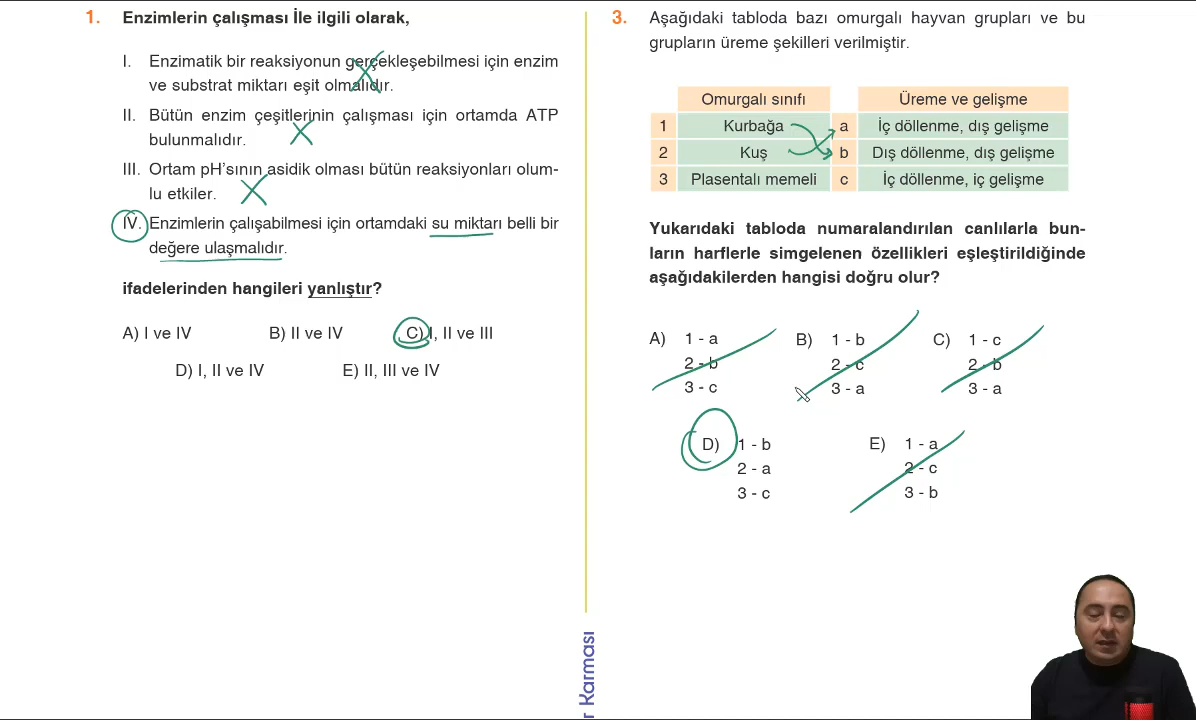 1. Enzimlerin çalışması İle ilgili olarak,
I. Enzimatik bir reaksiyonun gerçekleşebilmesi için enzim
ve substrat miktarı eşit olmalıdır.
II. Bütün enzim çeşitlerinin çalışması için ortamda ATP
bulunmalıdır.
III. Ortam pH’sının asidik olması bütün reaksiyonları olum-
lu etkiler.
IV. Enzimlerin çalışabilmesi için ortamdaki su miktarı belli bir
değere ulaşmalıdır.
ifadelerinden hangileri yanlıştır?
A) I ve IV B) II ve IV C) I, II ve III
D) I, II ve IV E) II, III ve IV
3. Aşağıdaki tabloda bazı omurgalı hayvan grupları ve bu
grupların üreme şekilleri verilmiştir.
Omurgalı sınıfı Üreme ve gelişme
1 Kurbağa a İç döllenme, dış gelişme
2 Kuş b Dış döllenme, dış gelişme
3 Plasentalı memeli c İç döllenme, iç gelişme
Yukarıdaki tabloda numaralandırılan canlılarla bun-
ların harflerle simgelenen özellikleri eşleştirildiğinde
aşağıdakilerden hangisi doğru olur?
A) 1 - a B) 1 - b C) 1 - c
2 - b 2 - c 2 - b
3 - c 3 - a 3 - a
D) 1 - b E) 1 - a
2 - a 2 - c
3 - c 3 - b
r Karması